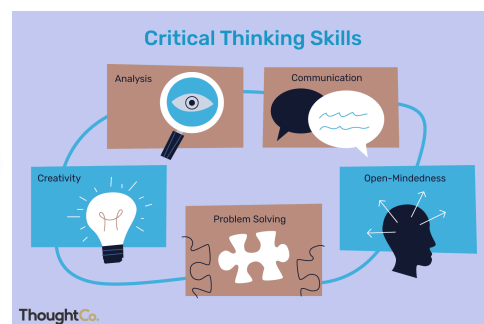 Critical Thinking Skills
Analysis
Communication
Creativity
Open-Mindedness
Problem Solving
ThoughtCo.